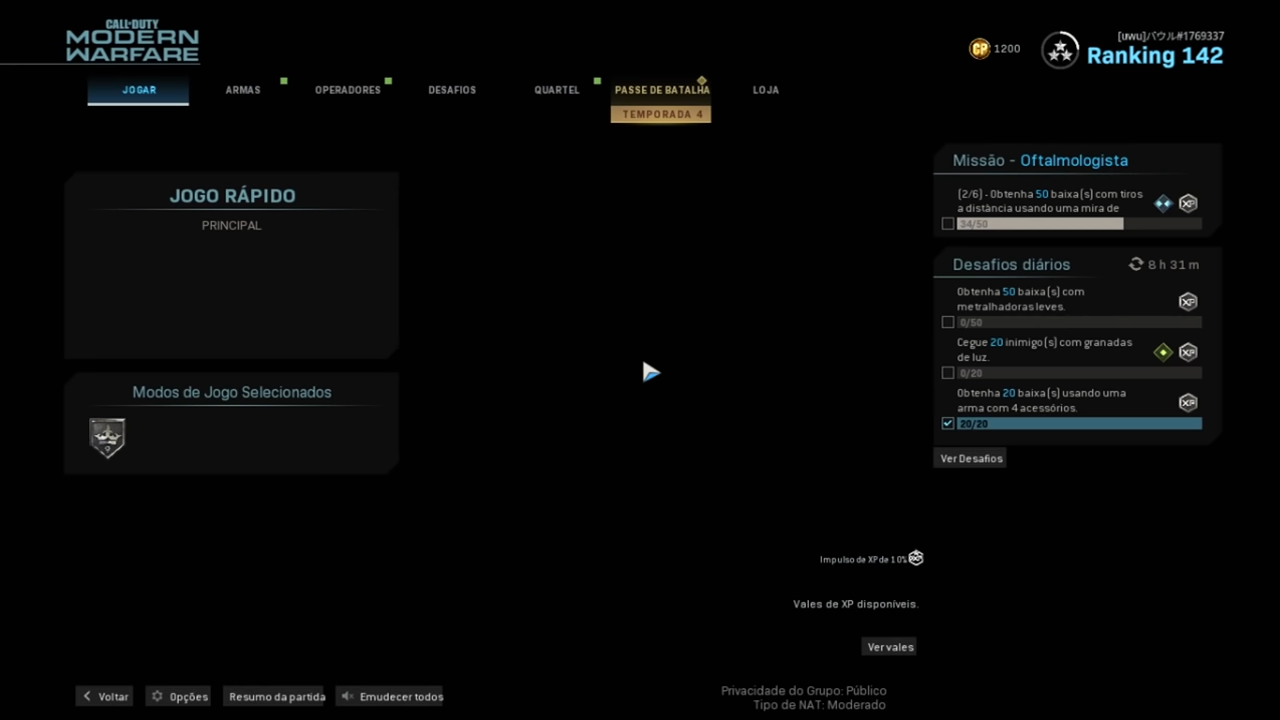 CALL OF DUTY
MODERN
WARFARE
CP 1200
[uwu]パウル#1769337
Ranking 142
JOGAR
ARMAS
OPERADORES
DESAFIOS
QUARTEL
PASSE DE BATALHA
LOJA
TEMPORADA 4
JOGO RÁPIDO
PRINCIPAL
Modos de Jogo Selecionados
Missão - Oftalmologista
(2/6) - Obtenha 50 baixa(s) com tiros
a distância usando uma mira de
XP
34/50
Desafios diários
8 h 31 m
Obtenha 50 baixa(s) com
metralhadoras leves.
XP
0/50
Cegue 20 inimigo(s) com granadas
de luz.
XP
0/20
Obtenha 20 baixa(s) usando uma
arma com 4 acessórios.
XP
20/20
Ver Desafios
Impulso de XP de 10%
Vales de XP disponíveis.
Ver vales
Voltar
Opções
Resumo da partida
Emudecer todos
Privacidade do Grupo: Público
Tipo de NAT: Moderado